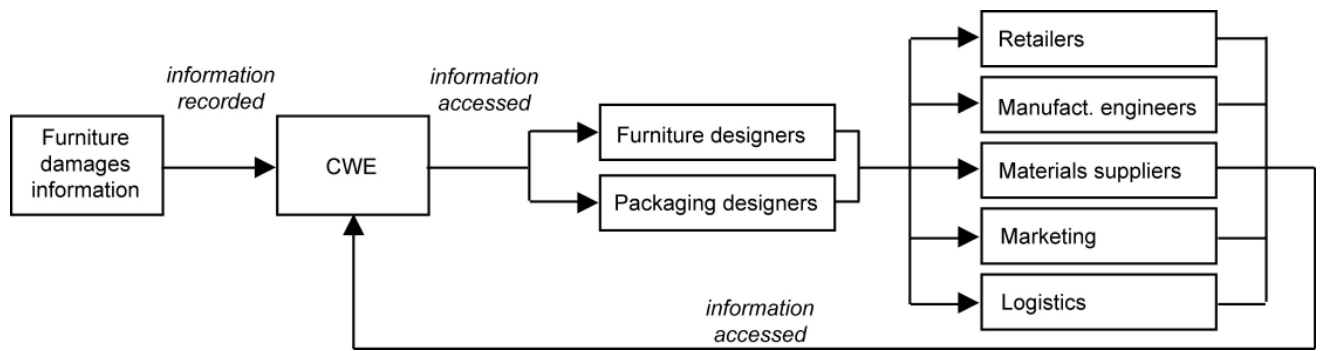 Furniture
damages
information
information
recorded
CWE
information
accessed
Furniture designers
Packaging designers
Retailers
Manufact. engineers
Materials suppliers
Marketing
Logistics
information
accessed